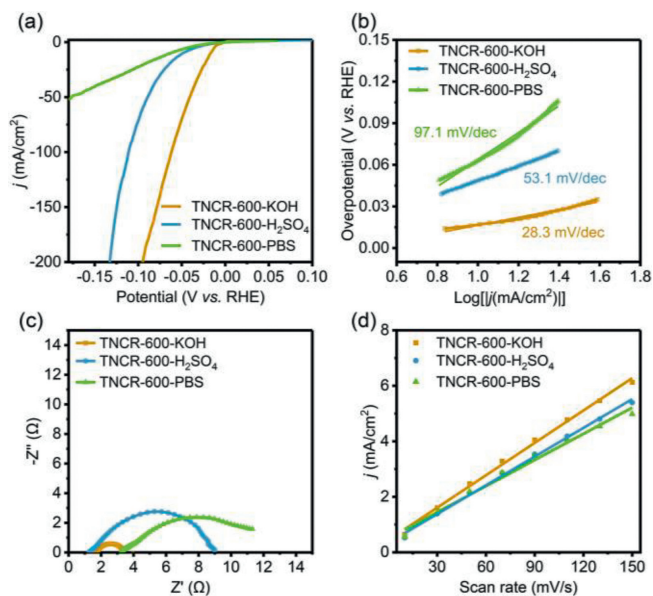 (a)
0
-50
-100
-150
-200
j (mA/cm²)
TNCR-600-KOH
TNCR-600-H₂SO₄
TNCR-600-PBS
-0.15 -0.10 -0.05 0.00 0.05 0.10
Potential (V vs. RHE)
(b)
0.15
0.12
0.09
0.06
0.03
0.00
Overpotential (V vs. RHE)
TNCR-600-KOH
TNCR-600-H₂SO₄
TNCR-600-PBS
97.1 mV/dec
53.1 mV/dec
28.3 mV/dec
0.6 0.8 1.0 1.2 1.4 1.6 1.8
Log[|j(mA/cm²)|]
(c)
14
12
10
8
6
4
2
0
-Z" (Ω)
TNCR-600-KOH
TNCR-600-H₂SO₄
TNCR-600-PBS
0 2 4 6 8 10 12 14
Z' (Ω)
(d)
8
6
4
2
0
j (mA/cm²)
TNCR-600-KOH
TNCR-600-H₂SO₄
TNCR-600-PBS
30 60 90 120 150
Scan rate (mV/s)